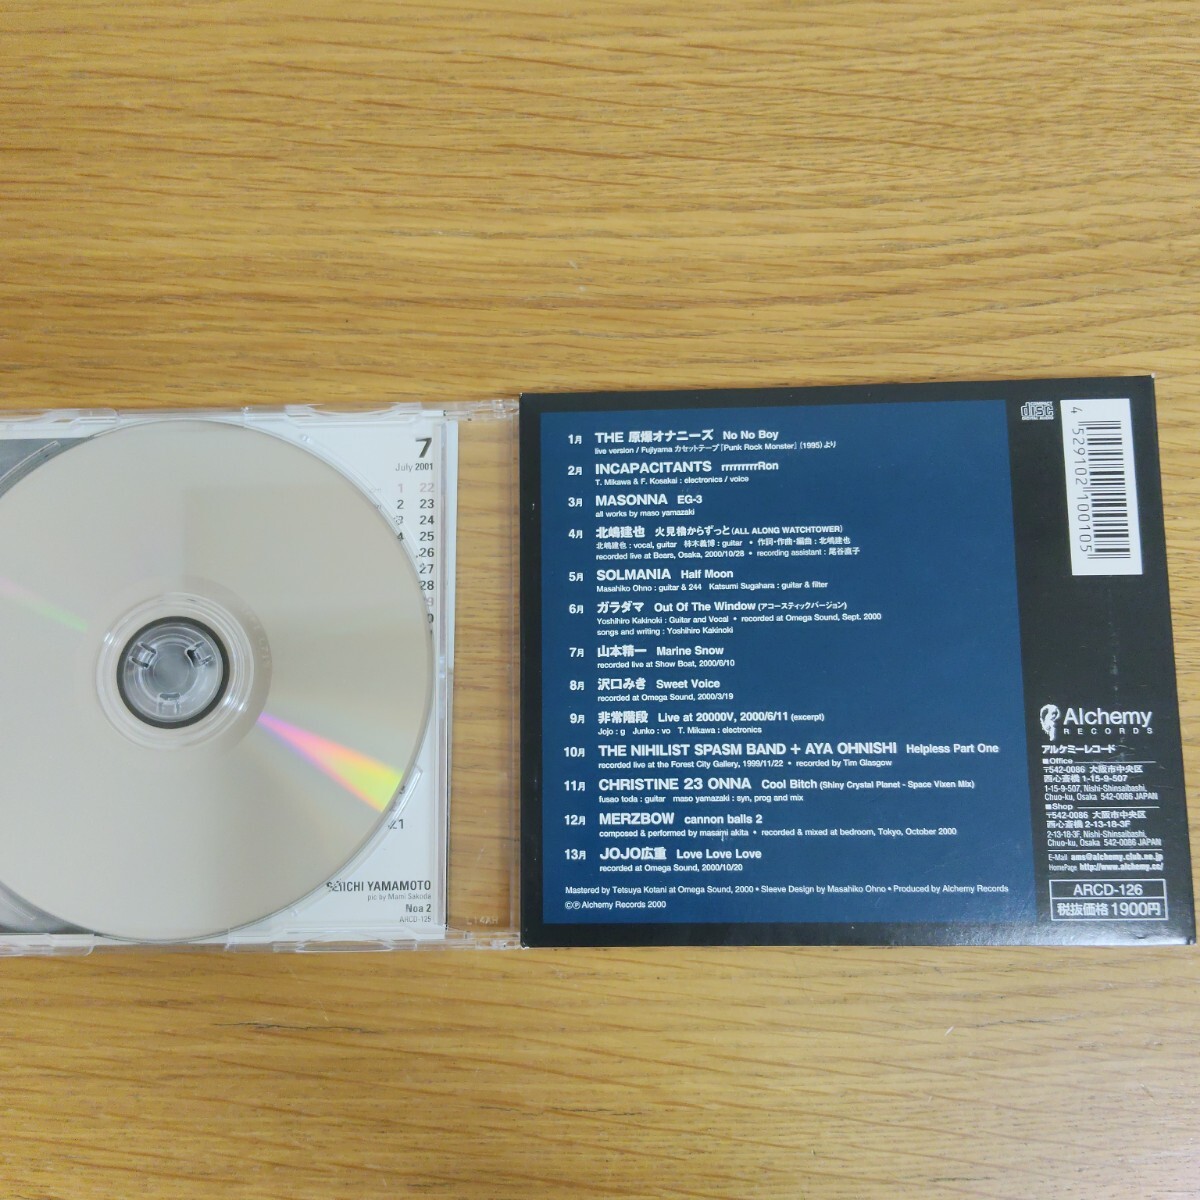 7
July 2001
1 22
2 23
3 24
4 25
26
27
28
SEIICHI YAMAMOTO
pic by Mami Sakode
Noa 2
ARCD-126
1月 THE 原爆オナニーズ No No Boy
live version / Fujiyama カセットテープ「Punk Rock Monster」(1995)より
2月 INCAPACITANTS rrrrrrrrrRon
T. Mikawa & F. Kosakai : electronics / voice
3月 MASONNA EG-3
all works by maso yamazaki
4月 北嶋建也 火見櫓からずっと(ALL ALONG WATCHTOWER)
北嶋建也 : vocal, guitar 柿木義博 : guitar • 作詞・作曲・編曲 : 北嶋建也
recorded live at Bears, Osaka, 2000/10/28 • recording assistant : 尾谷直子
5月 SOLMANIA Half Moon
Masahiko Ohno : guitar & 244 Katsumi Sugahara : guitar & filter
6月 ガラダマ Out Of The Window (アコースティックバージョン)
Yoshihiro Kakinoki : Guitar and Vocal • recorded at Omega Sound, Sept. 2000
songs and writing : Yoshihiro Kakinoki
7月 山本精一 Marine Snow
recorded live at Show Boat, 2000/6/10
8月 沢口みき Sweet Voice
recorded at Omega Sound, 2000/3/19
9月 非常階段 Live at 20000V, 2000/6/11 (excerpt)
Jojo : g Junko : vo T. Mikawa : electronics
10月 THE NIHILIST SPASM BAND + AYA OHNISHI Helpless Part One
recorded live at the Forest City Gallery, 1999/11/22 • recorded by Tim Glasgow
11月 CHRISTINE 23 ONNA Cool Bitch (Shiny Crystal Planet - Space Vixen Mix)
fusao toda : guitar maso yamazaki : syn, prog and mix
12月 MERZBOW cannon balls 2
composed & performed by masami akita • recorded & mixed at bedroom, Tokyo, October 2000
13月 JOJO広重 Love Love Love
recorded at Omega Sound, 2000/10/20
Mastered by Tetsuya Kotani at Omega Sound, 2000 • Sleeve Design by Masahiko Ohno • Produced by Alchemy Records
©Ⓟ Alchemy Records 2000
COMPACT
disc
DIGITAL AUDIO
4 529102 100105
Alchemy
RECORDS
アルケミーレコード
■Office
〒542-0086 大阪市中央区
西心斎橋 1-15-9-507
1-15-9-507, Nishi-Shinsaibashi,
Chuo-ku, Osaka 542-0086 JAPAN
■Shop
〒542-0086 大阪市中央区
西心斎橋 2-13-18-3F
2-13-18-3F, Nishi-Shinsaibashi,
Chuo-ku, Osaka 542-0086 JAPAN
E-Mail ams@alchemy.club.ne.jp
HomePage http://www.alchemy.cc/
ARCD-126
税抜価格1900円